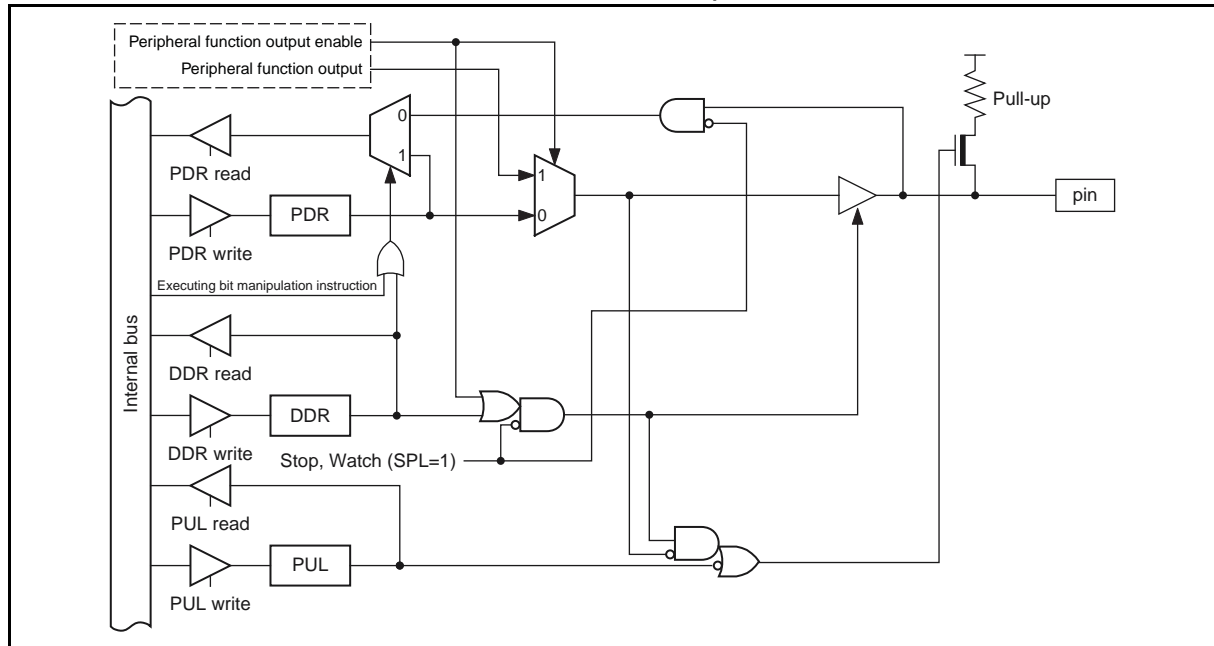 Peripheral function output enable
Peripheral function output
Pull-up
0
1
PDR read
1
pin
PDR
0
PDR write
Executing bit manipulation instruction
Internal bus
DDR read
DDR
DDR write
Stop, Watch (SPL=1)
PUL read
PUL
PUL write